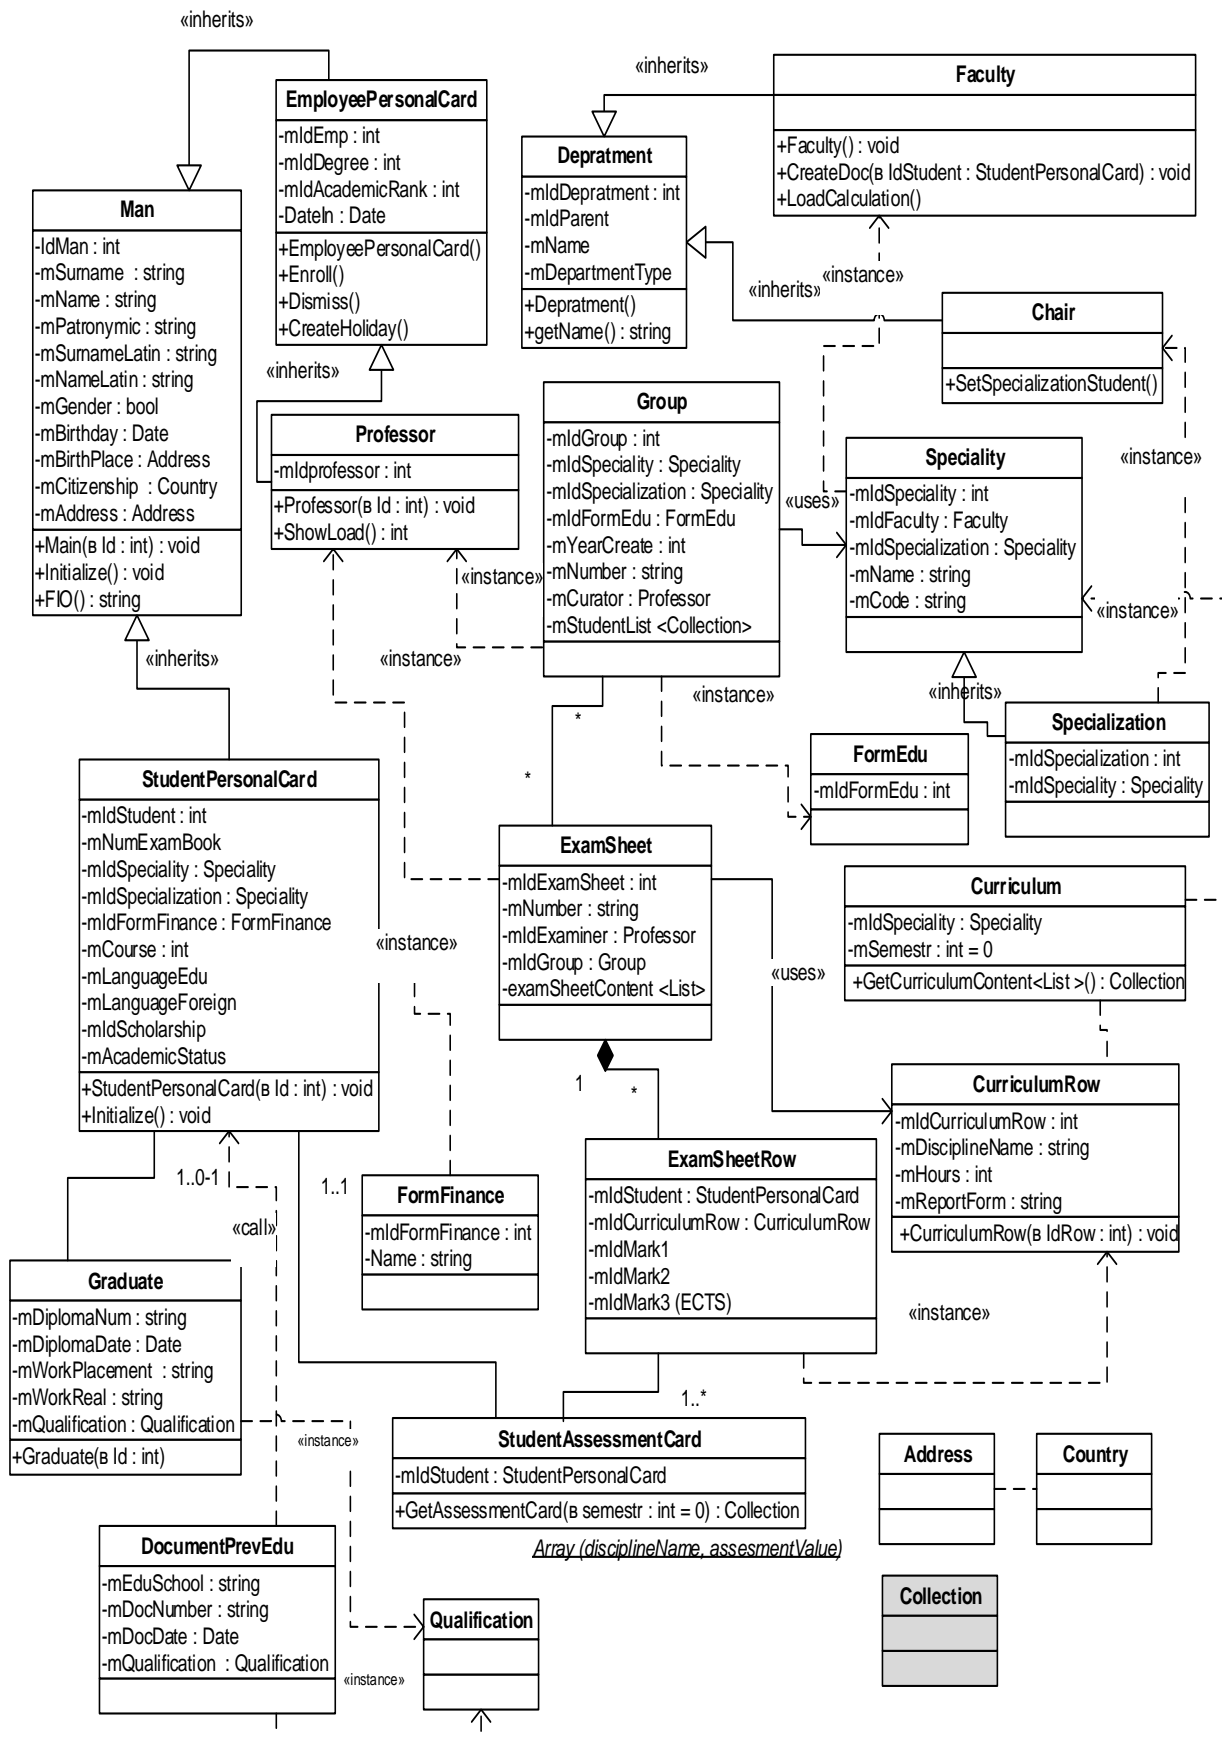 «inherits»
EmployeePersonalCard
-mIdEmp : int
-mIdDegree : int
-mIdAcademicRank : int
-DateIn : Date
+EmployeePersonalCard()
+Enroll()
+Dismiss()
+CreateHoliday()
«inherits»
Faculty
+Faculty() : void
+CreateDoc(в IdStudent : StudentPersonalCard) : void
+LoadCalculation()
Depratment
-mIdDepratment : int
-mIdParent
-mName
-mDepartmentType
+Depratment()
+getName() : string
Man
-IdMan : int
-mSurname : string
-mName : string
-mPatronymic : string
-mSurnameLatin : string
-mNameLatin : string
-mGender : bool
-mBirthday : Date
-mBirthPlace : Address
-mCitizenship : Country
-mAddress : Address
+Main(в Id : int) : void
+Initialize() : void
+FIO() : string
«instance»
«inherits»
Chair
+SetSpecializationStudent()
«inherits»
Professor
-mIdprofessor : int
+Professor(в Id : int) : void
+ShowLoad() : int
Group
-mIdGroup : int
-mIdSpeciality : Speciality
-mIdSpecialization : Speciality
-mIdFormEdu : FormEdu
-mYearCreate : int
-mNumber : string
-mCurator : Professor
-mStudentList <Collection>
Speciality
-mIdSpeciality : int
-mIdFaculty : Faculty
-mIdSpecialization : Speciality
-mName : string
-mCode : string
«instance»
«uses»
«instance»
«instance»
«inherits»
«instance»
«instance»
«inherits»
*
*
Specialization
-mIdSpecialization : int
-mIdSpeciality : Speciality
FormEdu
-mIdFormEdu : int
StudentPersonalCard
-mIdStudent : int
-mNumExamBook
-mIdSpeciality : Speciality
-mIdSpecialization : Speciality
-mIdFormFinance : FormFinance
-mCourse : int
-mLanguageEdu
-mLanguageForeign
-mIdScholarship
-mAcademicStatus
+StudentPersonalCard(в Id : int) : void
+Initialize() : void
ExamSheet
-mIdExamSheet : int
-mNumber : string
-mIdExaminer : Professor
-mIdGroup : Group
-examSheetContent <List>
Curriculum
-mIdSpeciality : Speciality
-mSemestr : int = 0
+GetCurriculumContent<List >() : Collection
«instance»
«uses»
1
*
CurriculumRow
-mIdCurriculumRow : int
-mDisciplineName : string
-mHours : int
-mReportForm : string
+CurriculumRow(в IdRow : int) : void
ExamSheetRow
-mIdStudent : StudentPersonalCard
-mIdCurriculumRow : CurriculumRow
-mIdMark1
-mIdMark2
-mIdMark3 (ECTS)
1..0-1
1..1
«call»
FormFinance
-mIdFormFinance : int
-Name : string
Graduate
-mDiplomaNum : string
-mDiplomaDate : Date
-mWorkPlacement : string
-mWorkReal : string
-mQualification : Qualification
+Graduate(в Id : int)
«instance»
«instance»
1..*
StudentAssessmentCard
-mIdStudent : StudentPersonalCard
+GetAssessmentCard(в semestr : int = 0) : Collection
Array (disciplineName, assesmentValue)
Address
Country
DocumentPrevEdu
-mEduSchool : string
-mDocNumber : string
-mDocDate : Date
-mQualification : Qualification
Collection
Qualification
«instance»